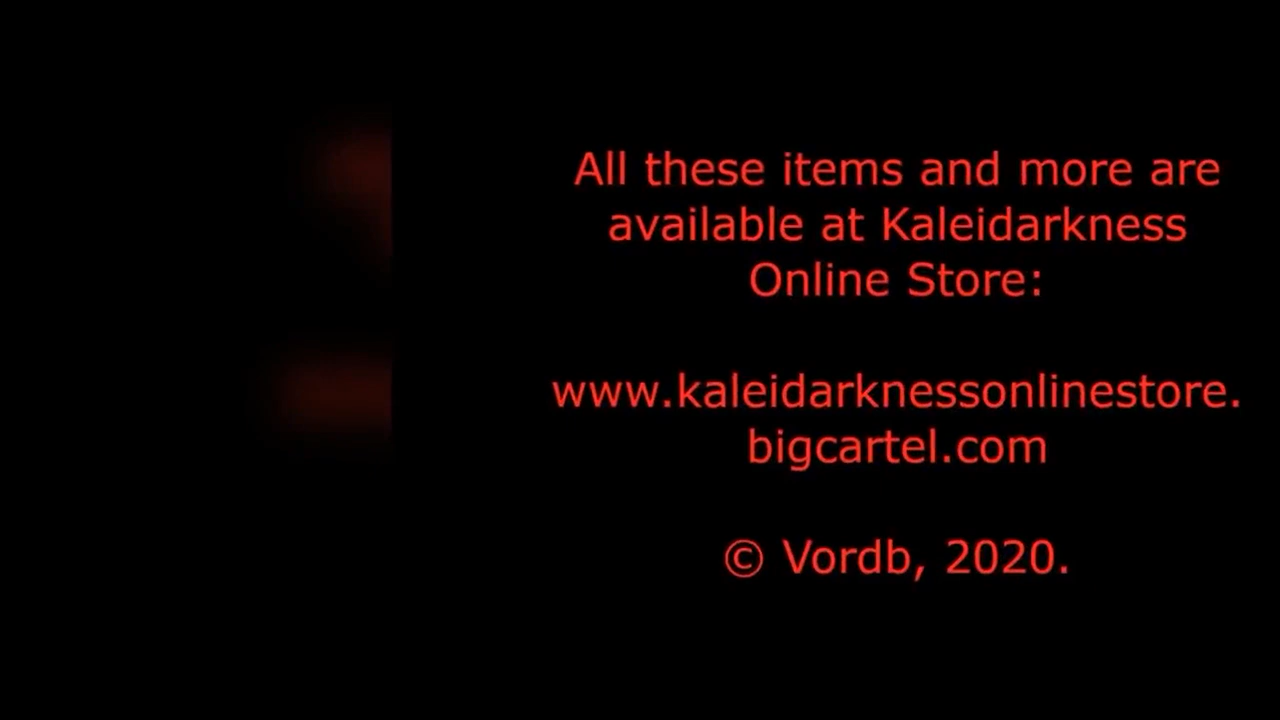 All these items and more are
available at Kaleidarkness
Online Store:
www.kaleidarknessonlinestore.
bigcartel.com
© Vordb, 2020.